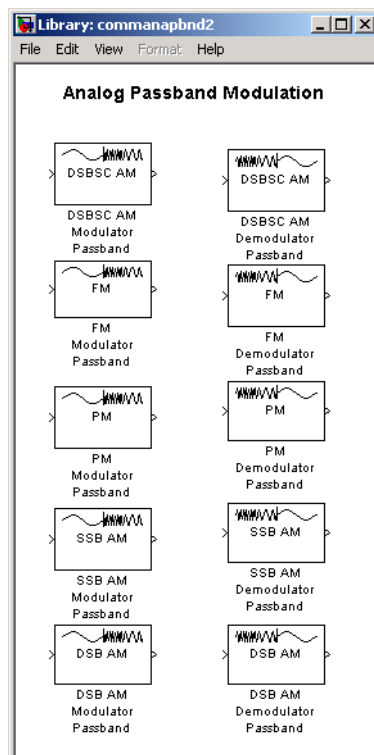 Library: commanapbnd2
File Edit View Format Help
Analog Passband Modulation
DSBSC AM
DSBSC AM
Modulator
Passband
DSBSC AM
DSBSC AM
Demodulator
Passband
FM
FM
Modulator
Passband
FM
FM
Demodulator
Passband
PM
PM
Modulator
Passband
PM
PM
Demodulator
Passband
SSB AM
SSB AM
Modulator
Passband
SSB AM
SSB AM
Demodulator
Passband
DSB AM
DSB AM
Modulator
Passband
DSB AM
DSB AM
Demodulator
Passband